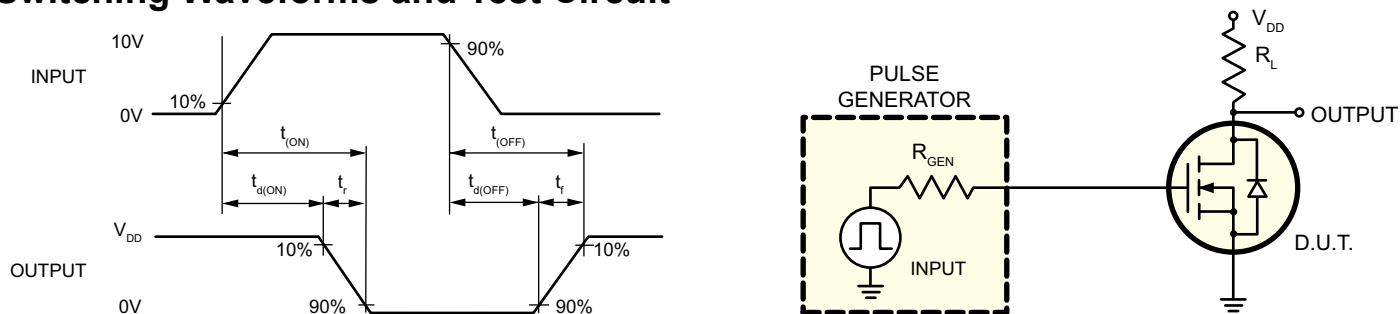 Switching Waveforms and Test Circuit
10V
INPUT
10%
0V
90%
t(ON)
t(OFF)
td(ON)
tr
td(OFF)
tf
VDD
10%
10%
OUTPUT
0V
90%
90%
PULSE
GENERATOR
RGEN
INPUT
VDD
RL
OUTPUT
D.U.T.